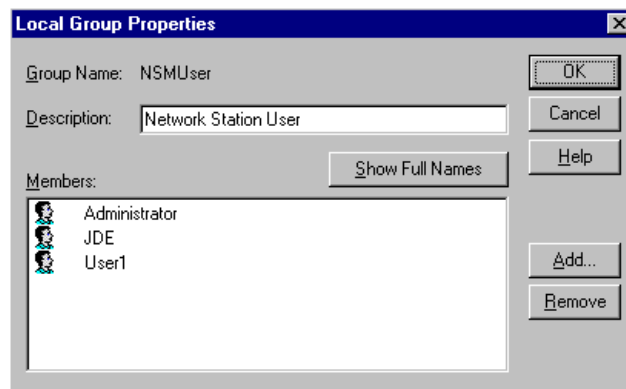 Local Group Properties
Group Name: NSMUser
OK
Description: Network Station User
Cancel
Show Full Names
Help
Members:
Administrator
JDE
User1
Add...
Remove